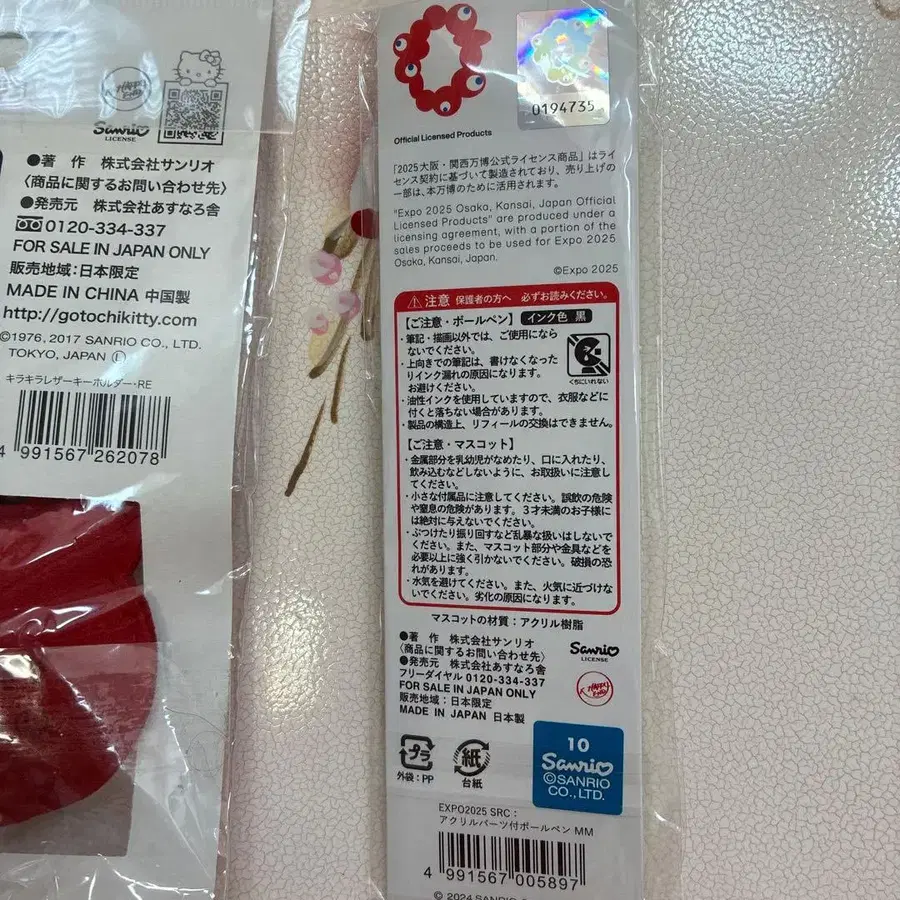 HAPPY
Sanrio
LICENSE
●著 作 株式会社サンリオ
〈商品に関するお問い合わせ先〉
●発売元 株式会社あすなろ舎
0120-334-337
FOR SALE IN JAPAN ONLY
販売地域:日本限定
MADE IN CHINA 中国製
http://gotochikitty.com
©1976, 2017 SANRIO CO., LTD.
TOKYO, JAPAN Ⓛ
キラキラレザーキーホルダー・RE
4 991567 262078
0194735
Official Licensed Products
「2025大阪・関西万博公式ライセンス商品」はライ
センス契約に基づいて製造されており、売り上げの
一部は、本万博のために活用されます。
"Expo 2025 Osaka, Kansai, Japan Official
Licensed Products" are produced under a
licensing agreement, with a portion of the
sales proceeds to be used for Expo 2025
Osaka, Kansai, Japan.
©Expo 2025
⚠注意 保護者の方へ 必ずお読みください。
【ご注意・ボールペン】 インク色 黒
・筆記・描画以外では、ご使用になら
ないでください。
・上向きでの筆記は、書けなくなった
りインク漏れの原因になります。
お避けください。
くちにいれない
・油性インクを使用していますので、衣服などに
付くと落ちない場合があります。
・製品の構造上、リフィールの交換はできません。
【ご注意・マスコット】
・金属部分を乳幼児がなめたり、口に入れたり、
飲み込むなどしないように、お取扱いに注意し
てください。
・小さな付属品に注意してください。誤飲の危険
や窒息の危険があります。3才未満のお子様に
は絶対に与えないでください。
・ぶつけたり振り回すなど乱暴な扱いはしないで
ください。また、マスコット部分や金具などを
必要以上に強く引かないでください。破損の恐
れがあります。
・水気を避けてください。また、火気に近づけな
いでください。劣化の原因になります。
マスコットの材質:アクリル樹脂
●著 作 株式会社サンリオ
〈商品に関するお問い合わせ先〉
●発売元 株式会社あすなろ舎
フリーダイヤル 0120-334-337
FOR SALE IN JAPAN ONLY
販売地域:日本限定
MADE IN JAPAN 日本製
Sanrio
LICENSE
HAPPY
プラ
外袋:PP
紙
台紙
10
Sanrio
©SANRIO
CO.,LTD.
EXPO2025 SRC:
アクリルパーツ付ボールペン MM
4 991567 005897
© 2024 SAN